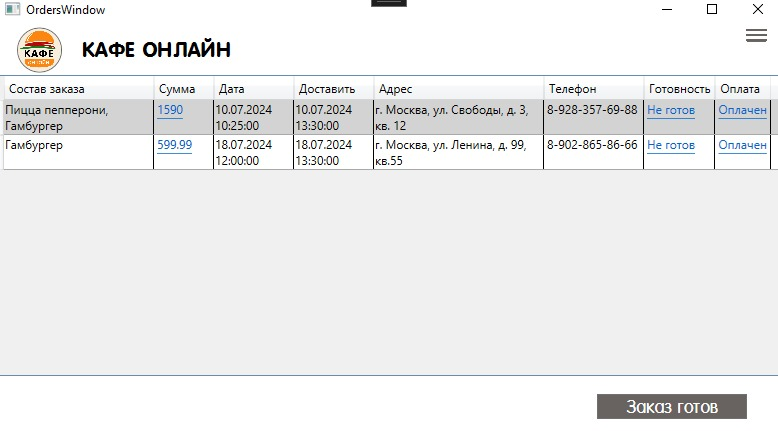 OrdersWindow
КАФЕ
ОНЛАЙН
КАФЕ ОНЛАЙН
Состав заказа Сумма Дата Доставить Адрес Телефон Готовность Оплата
Пицца пепперони, 1590 10.07.2024 10.07.2024 г. Москва, ул. Свободы, д. 3, 8-928-357-69-88 Не готов Оплачен
Гамбургер 10:25:00 13:30:00 кв. 12
Гамбургер 599.99 18.07.2024 18.07.2024 г. Москва, ул. Ленина, д. 99, 8-902-865-86-66 Не готов Оплачен
12:00:00 13:30:00 кв.55
Заказ готов